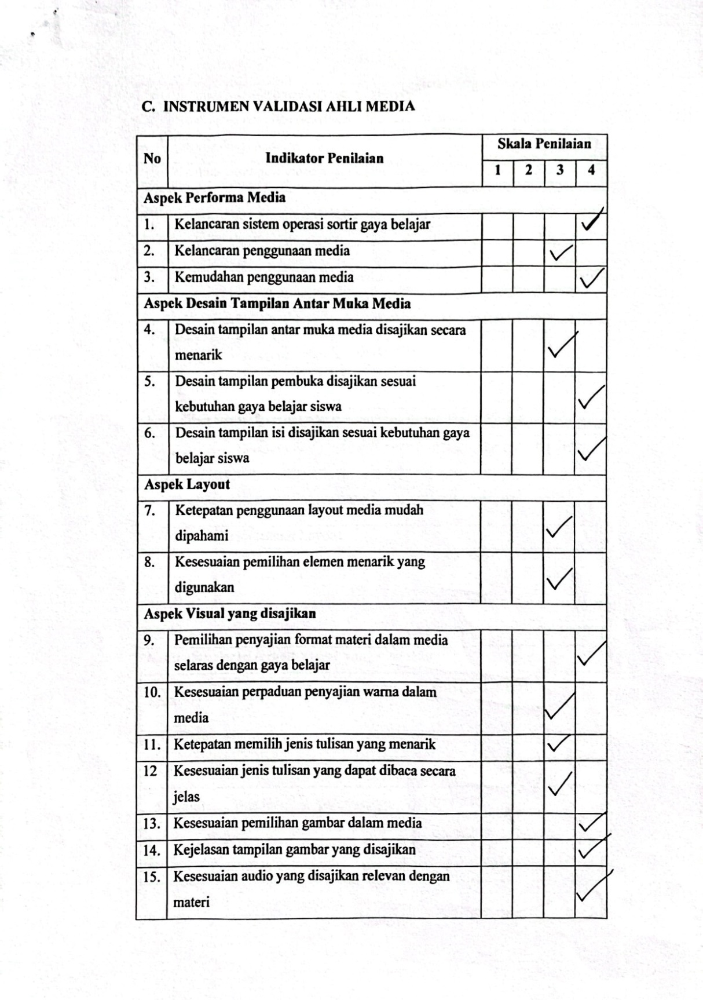 C. INSTRUMEN VALIDASI AHLI MEDIA
No Indikator Penilaian Skala Penilaian
1 2 3 4
Aspek Performa Media
1. Kelancaran sistem operasi sortir gaya belajar ✓
2. Kelancaran penggunaan media ✓
3. Kemudahan penggunaan media ✓
Aspek Desain Tampilan Antar Muka Media
4. Desain tampilan antar muka media disajikan secara
menarik ✓
5. Desain tampilan pembuka disajikan sesuai
kebutuhan gaya belajar siswa ✓
6. Desain tampilan isi disajikan sesuai kebutuhan gaya
belajar siswa ✓
Aspek Layout
7. Ketepatan penggunaan layout media mudah
dipahami ✓
8. Kesesuaian pemilihan elemen menarik yang
digunakan ✓
Aspek Visual yang disajikan
9. Pemilihan penyajian format materi dalam media
selaras dengan gaya belajar ✓
10. Kesesuaian perpaduan penyajian warna dalam
media ✓
11. Ketepatan memilih jenis tulisan yang menarik ✓
12 Kesesuaian jenis tulisan yang dapat dibaca secara
jelas ✓
13. Kesesuaian pemilihan gambar dalam media ✓
14. Kejelasan tampilan gambar yang disajikan ✓
15. Kesesuaian audio yang disajikan relevan dengan
materi ✓